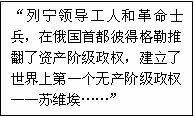 “列宁领导工人和革命士
兵，在俄国首都彼得格勒推
翻了资产阶级政权，建立了
世界上第一个无产阶级政权
——苏维埃……”